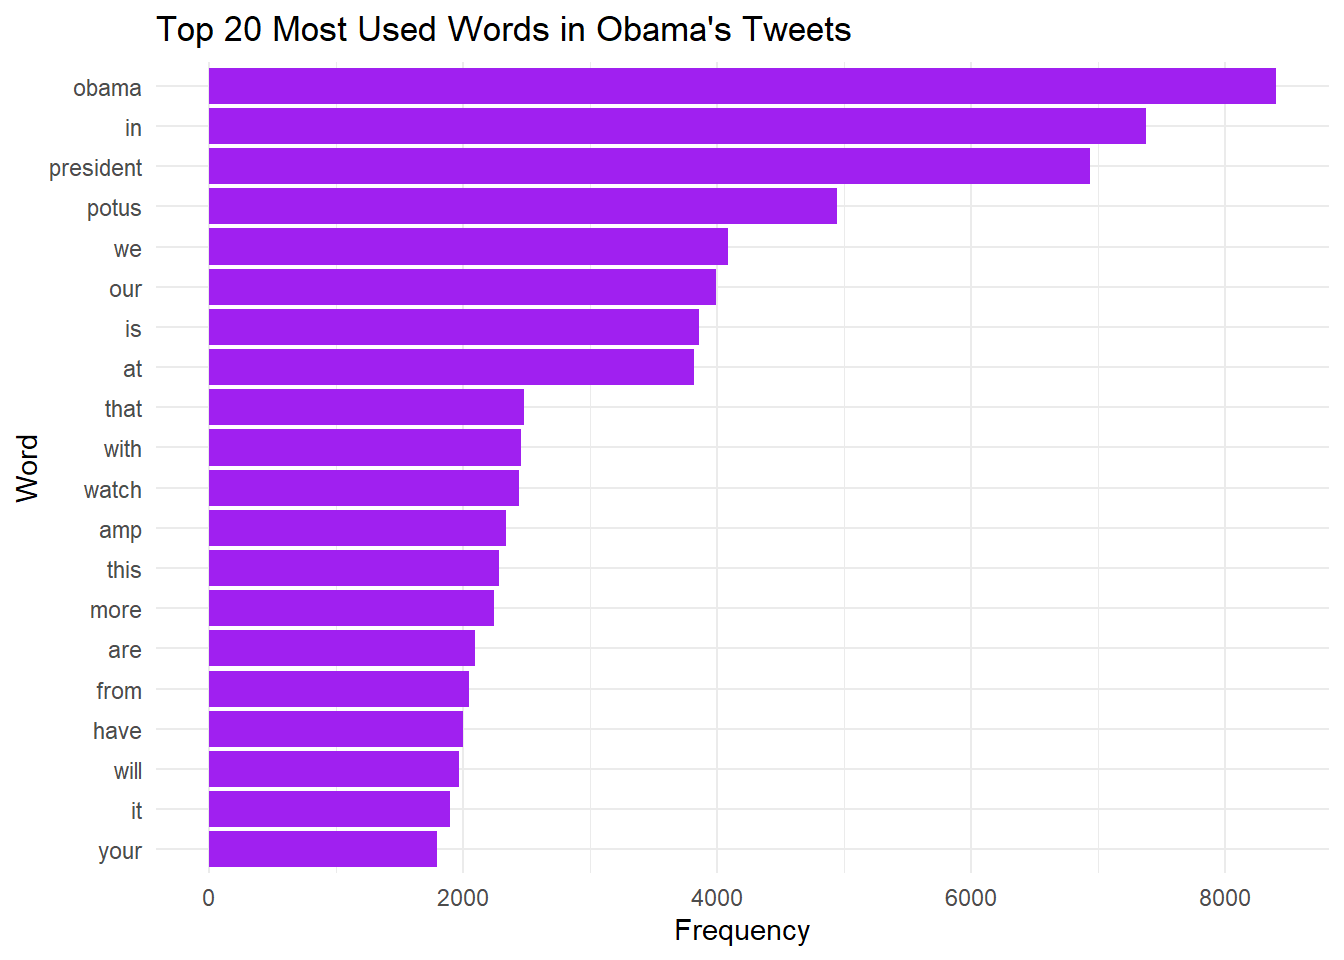 Top 20 Most Used Words in Obama's Tweets
obama
in
president
potus
we
our
is
at
that
with
watch
amp
this
more
are
from
have
will
it
your
Word
0 2000 4000 6000 8000
Frequency